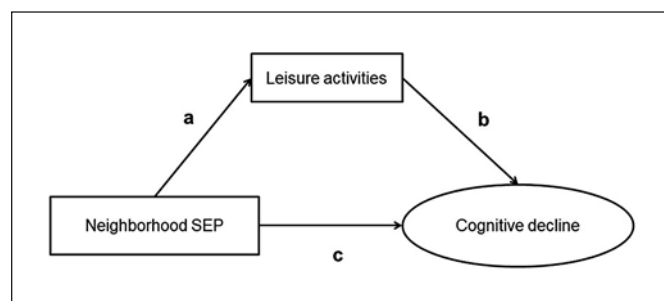 Leisure activities
a
b
Neighborhood SEP
Cognitive decline
c